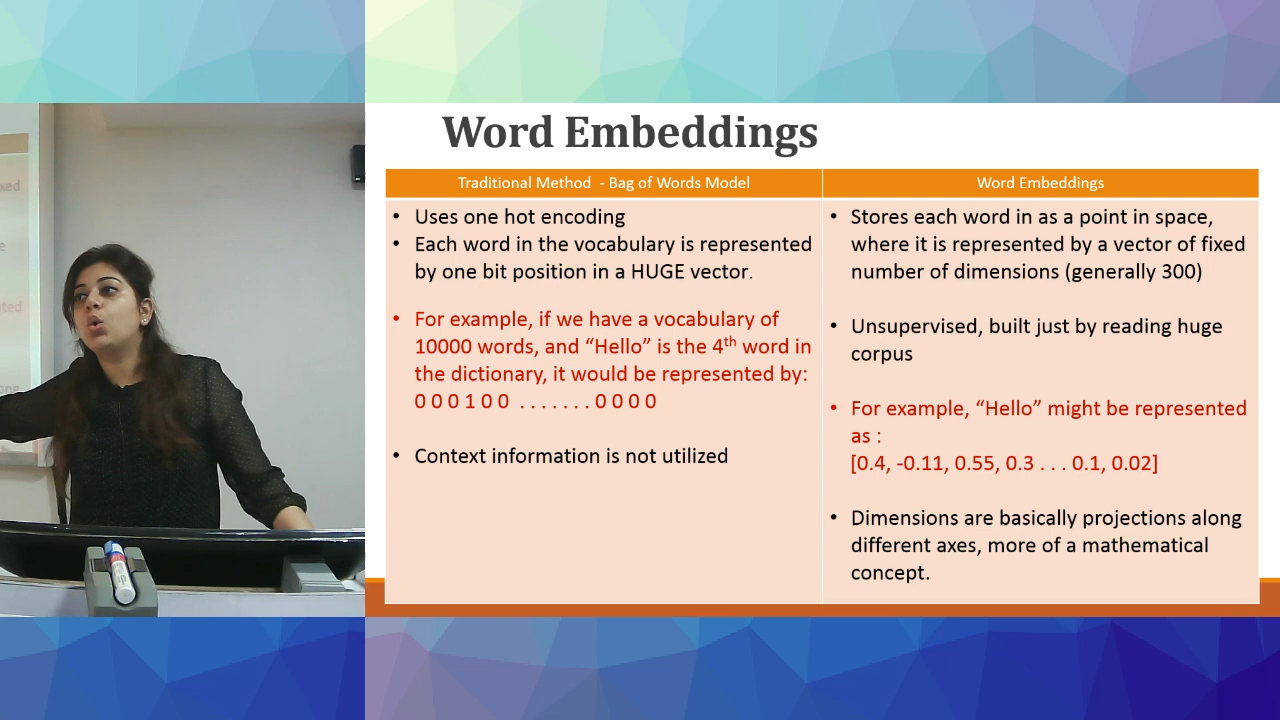 Word Embeddings
Traditional Method - Bag of Words Model
Word Embeddings
• Uses one hot encoding
• Each word in the vocabulary is represented
by one bit position in a HUGE vector.
• For example, if we have a vocabulary of
10000 words, and “Hello” is the 4th word in
the dictionary, it would be represented by:
0 0 0 1 0 0 . . . . . . . 0 0 0 0
• Context information is not utilized
• Stores each word in as a point in space,
where it is represented by a vector of fixed
number of dimensions (generally 300)
• Unsupervised, built just by reading huge
corpus
• For example, “Hello” might be represented
as :
[0.4, -0.11, 0.55, 0.3 . . . 0.1, 0.02]
• Dimensions are basically projections along
different axes, more of a mathematical
concept.